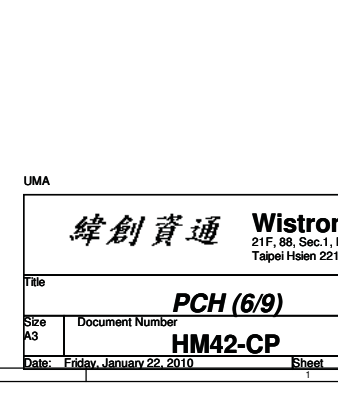 UMA
緯創資通
Wistron
21F, 88, Sec.1,
Taipei Hsien 221
Title
PCH (6/9)
Size
A3
Document Number
HM42-CP
Date: Friday, January 22, 2010 Sheet
1